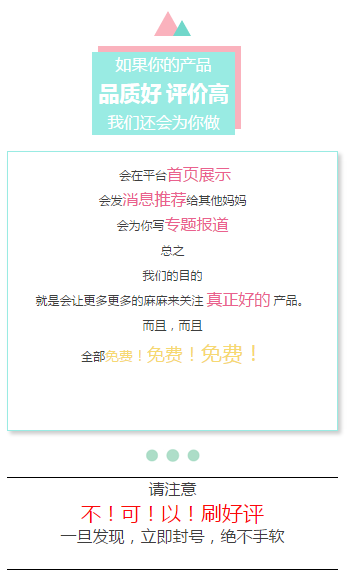 如果你的产品
品质好 评价高
我们还会为你做
会在平台首页展示
会发消息推荐给其他妈妈
会为你写专题报道
总之
我们的目的
就是会让更多更多的麻麻来关注 真正好的 产品。
而且，而且
全部免费！免费！免费！
请注意
不！可！以！刷好评
一旦发现，立即封号，绝不手软